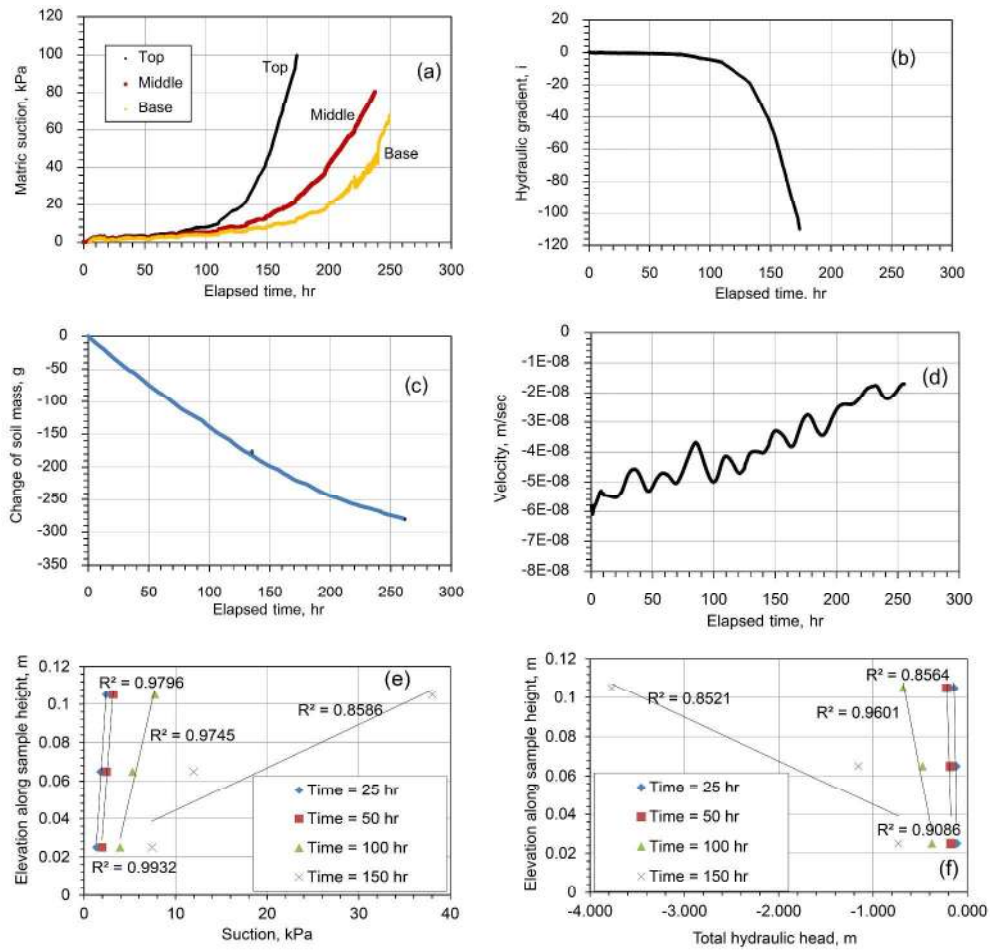 120
100
80
60
40
20
0
Matric suction, kPa
Top
Middle
Base
Top
Middle
Base
(a)
0 50 100 150 200 250 300
Elapsed time, hr
20
0
-20
-40
-60
-80
-100
-120
Hydraulic gradient, i
(b)
0 50 100 150 200 250 300
Elapsed time, hr
0
-50
-100
-150
-200
-250
-300
-350
Change of soil mass, g
(c)
0 50 100 150 200 250 300
Elapsed time, hr
0
-1E-08
-2E-08
-3E-08
-4E-08
-5E-08
-6E-08
-7E-08
-8E-08
Velocity, m/sec
(d)
0 50 100 150 200 250 300
Elapsed time, hr
0.12
0.1
0.08
0.06
0.04
0.02
0
Elevation along sample height, m
R² = 0.9796
(e)
R² = 0.8586
R² = 0.9745
R² = 0.9932
Time = 25 hr
Time = 50 hr
Time = 100 hr
Time = 150 hr
0 10 20 30 40
Suction, kPa
0.12
0.1
0.08
0.06
0.04
0.02
0
Elevation along sample height, m
R² = 0.8564
R² = 0.8521
R² = 0.9601
R² = 0.9086
Time = 25 hr
Time = 50 hr
Time = 100 hr
Time = 150 hr
(f)
-4.000 -3.000 -2.000 -1.000 0.000
Total hydraulic head, m